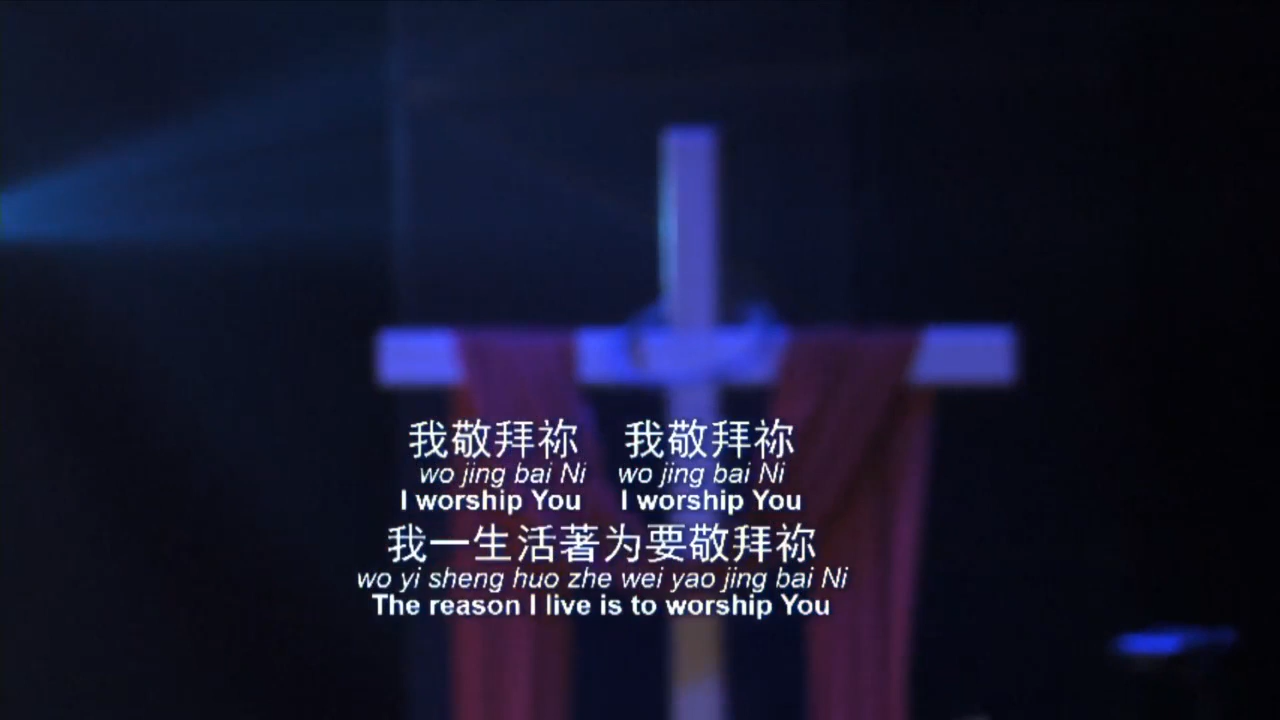 我敬拜祢 我敬拜祢
wo jing bai Ni wo jing bai Ni
I worship You I worship You
我一生活著为要敬拜祢
wo yi sheng huo zhe wei yao jing bai Ni
The reason I live is to worship You